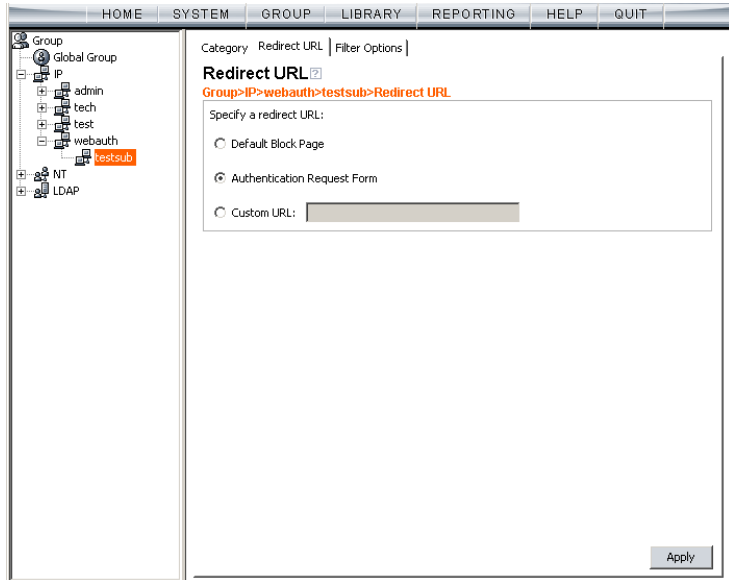 HOME SYSTEM GROUP LIBRARY REPORTING HELP QUIT
Group
Global Group
IP
admin
tech
test
webauth
testsub
NT
LDAP
Category Redirect URL Filter Options
Redirect URL ?
Group>IP>webauth>testsub>Redirect URL
Specify a redirect URL:
Default Block Page
Authentication Request Form
Custom URL:
Apply